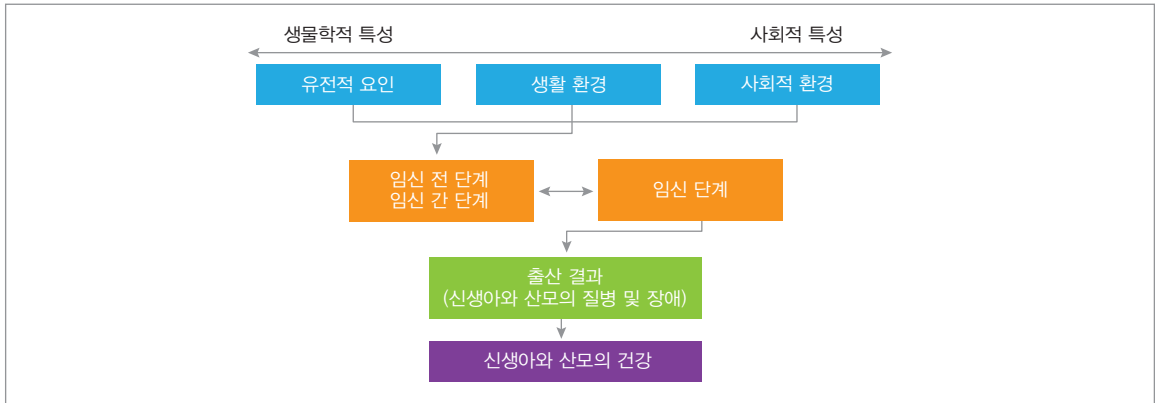 생물학적 특성
사회적 특성
유전적 요인
생활 환경
사회적 환경
임신 전 단계
임신 간 단계
임신 단계
출산 결과
(신생아와 산모의 질병 및 장애)
신생아와 산모의 건강